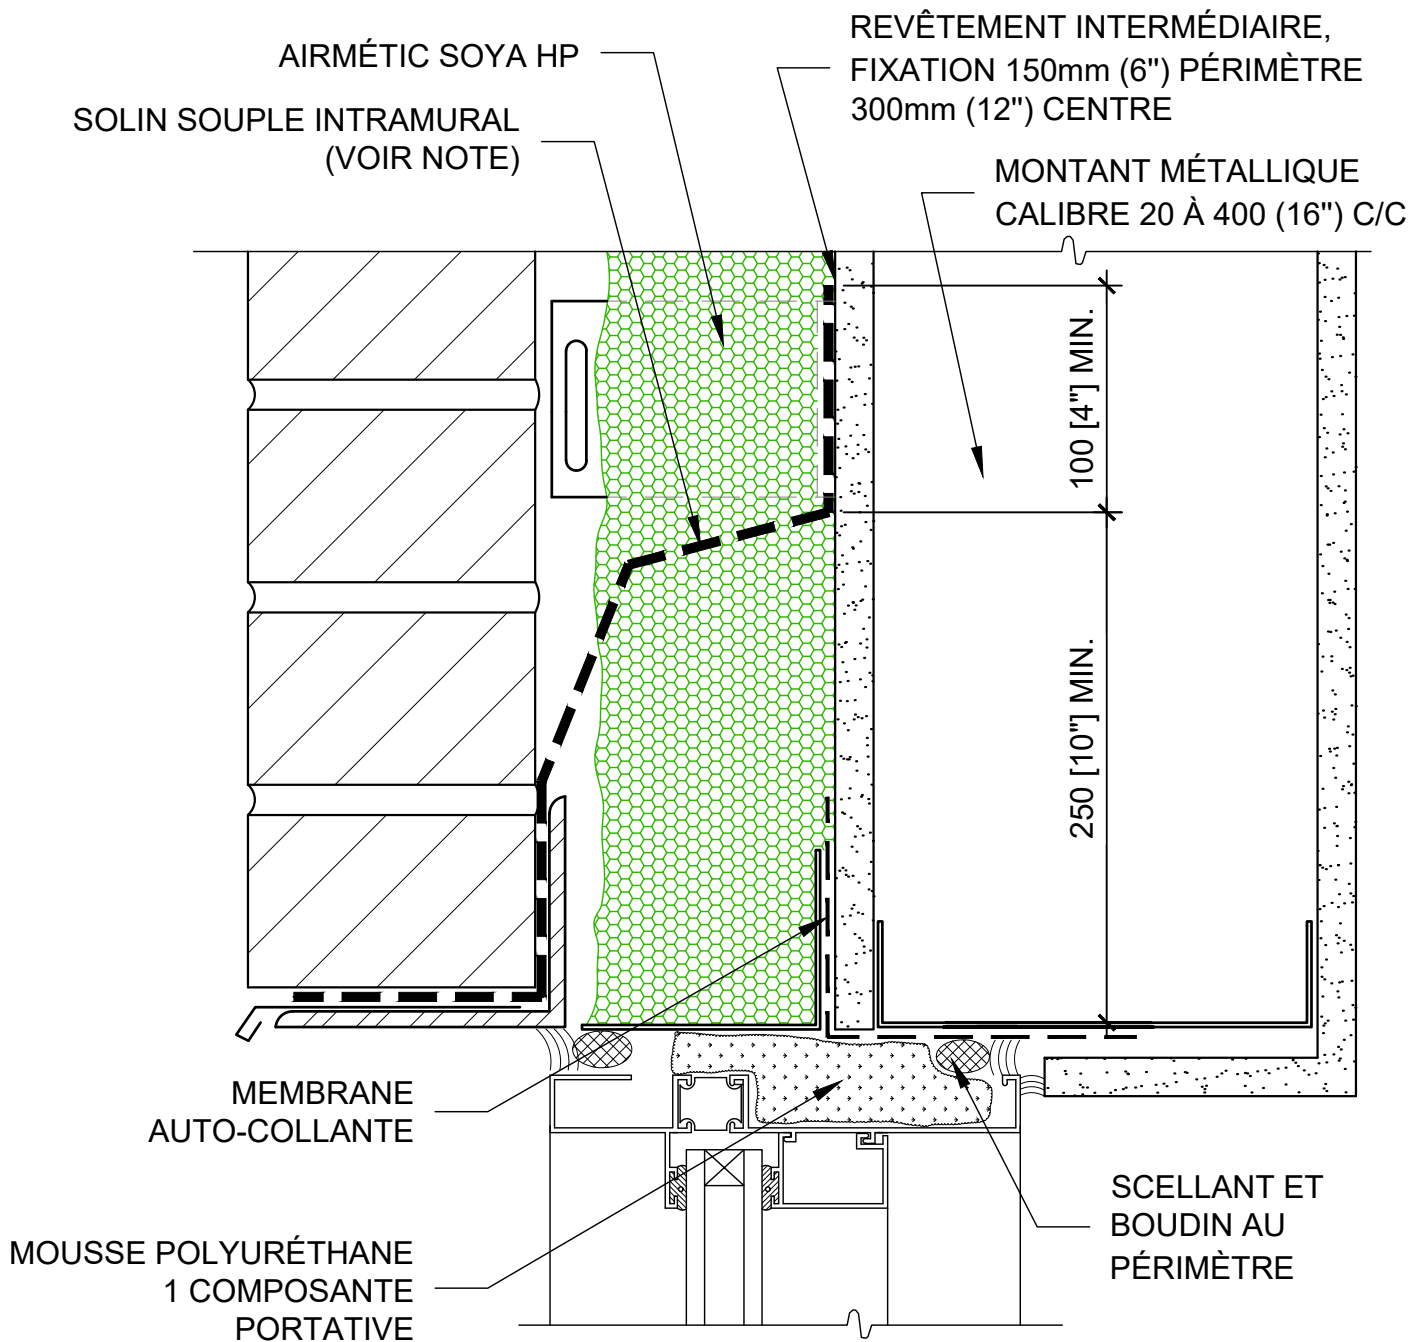 AIRMÉTIC SOYA HP
REVÊTEMENT INTERMÉDIAIRE,
FIXATION 150mm (6") PÉRIMÈTRE
300mm (12") CENTRE
SOLIN SOUPLE INTRAMURAL
(VOIR NOTE)
MONTANT MÉTALLIQUE
CALIBRE 20 À 400 (16") C/C
100 [4"] MIN.
250 [10"] MIN.
MEMBRANE
AUTO-COLLANTE
MOUSSE POLYURÉTHANE
1 COMPOSANTE
PORTATIVE
SCELLANT ET
BOUDIN AU
PÉRIMÈTRE